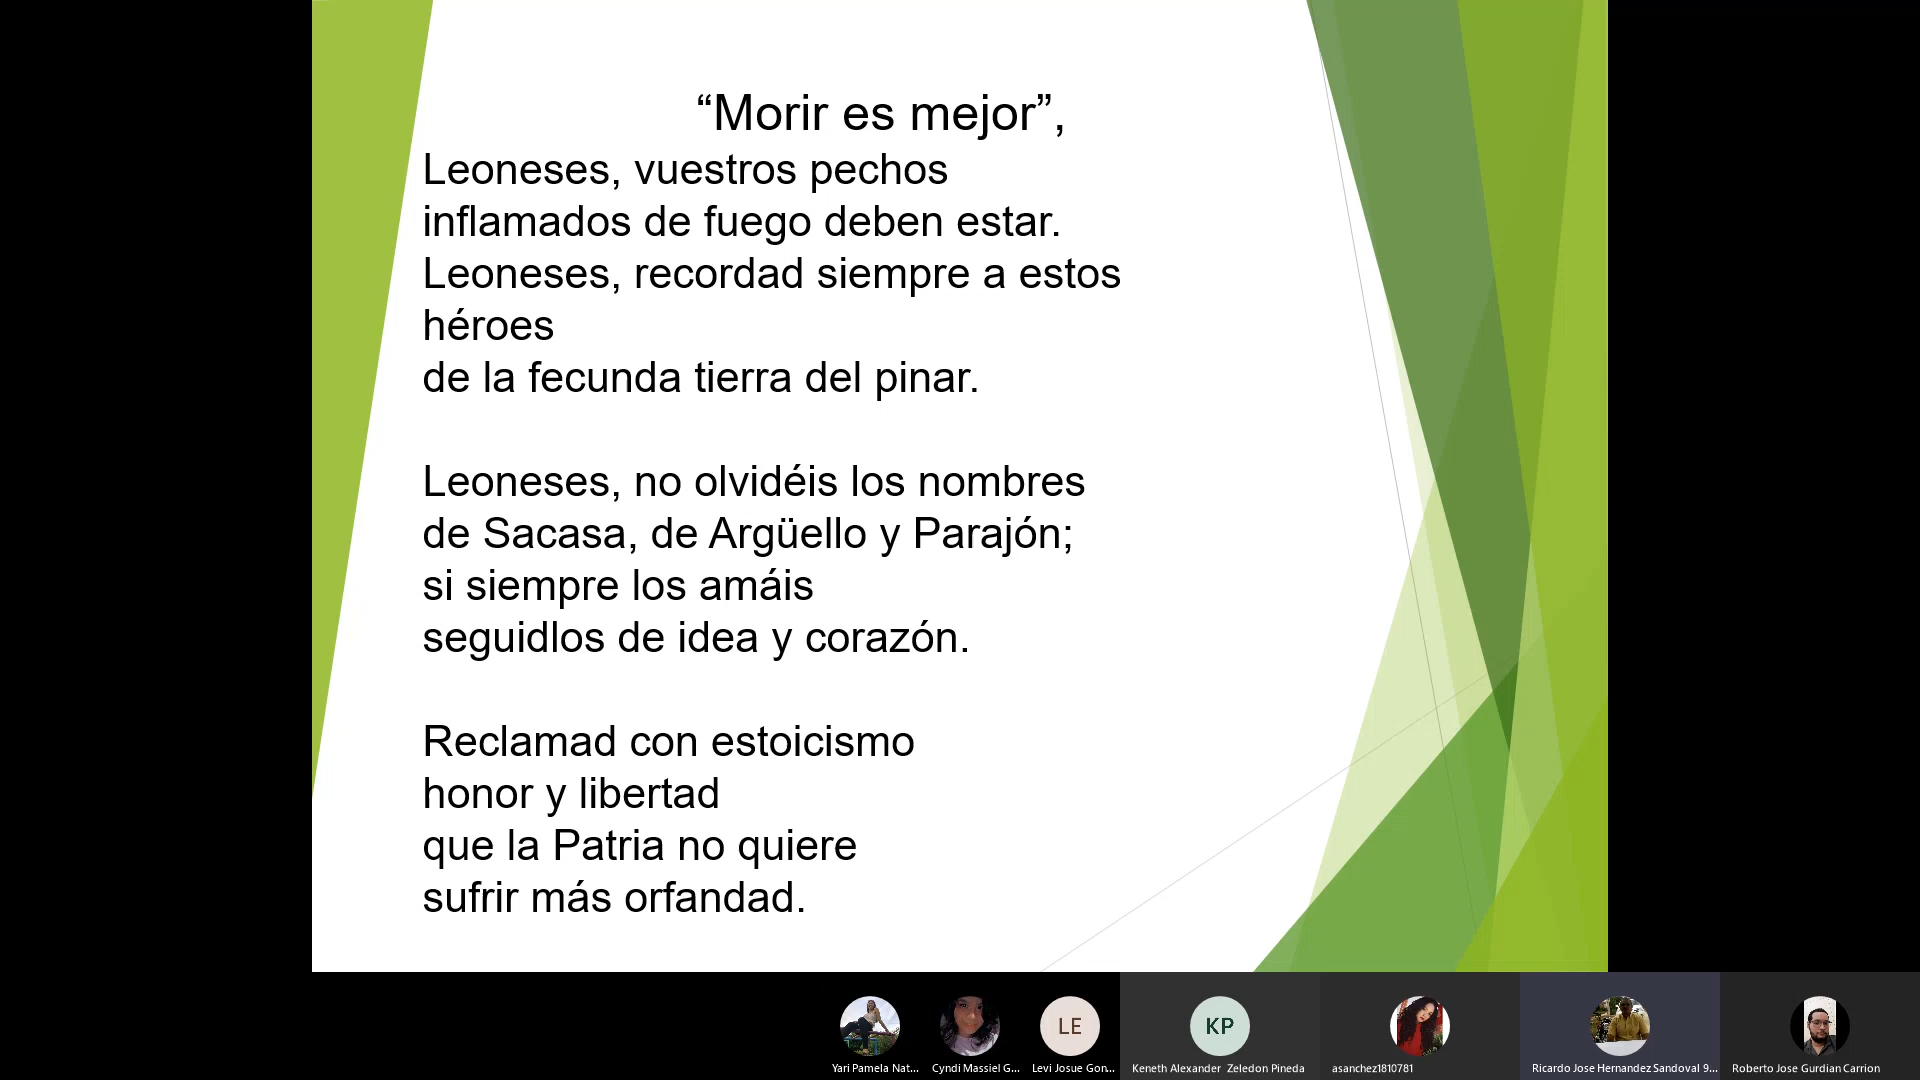 “Morir es mejor”,
Leoneses, vuestros pechos
inflamados de fuego deben estar.
Leoneses, recordad siempre a estos
héroes
de la fecunda tierra del pinar.
Leoneses, no olvidéis los nombres
de Sacasa, de Argüello y Parajón;
si siempre los amáis
seguidlos de idea y corazón.
Reclamad con estoicismo
honor y libertad
que la Patria no quiere
sufrir más orfandad.
LE
KP
Yari Pamela Nat...
Cyndi Massiel G...
Levi Josue Gon...
Keneth Alexander Zeledon Pineda
asanchez1810781
Ricardo Jose Hernandez Sandoval 9...
Roberto Jose Gurdian Carrion